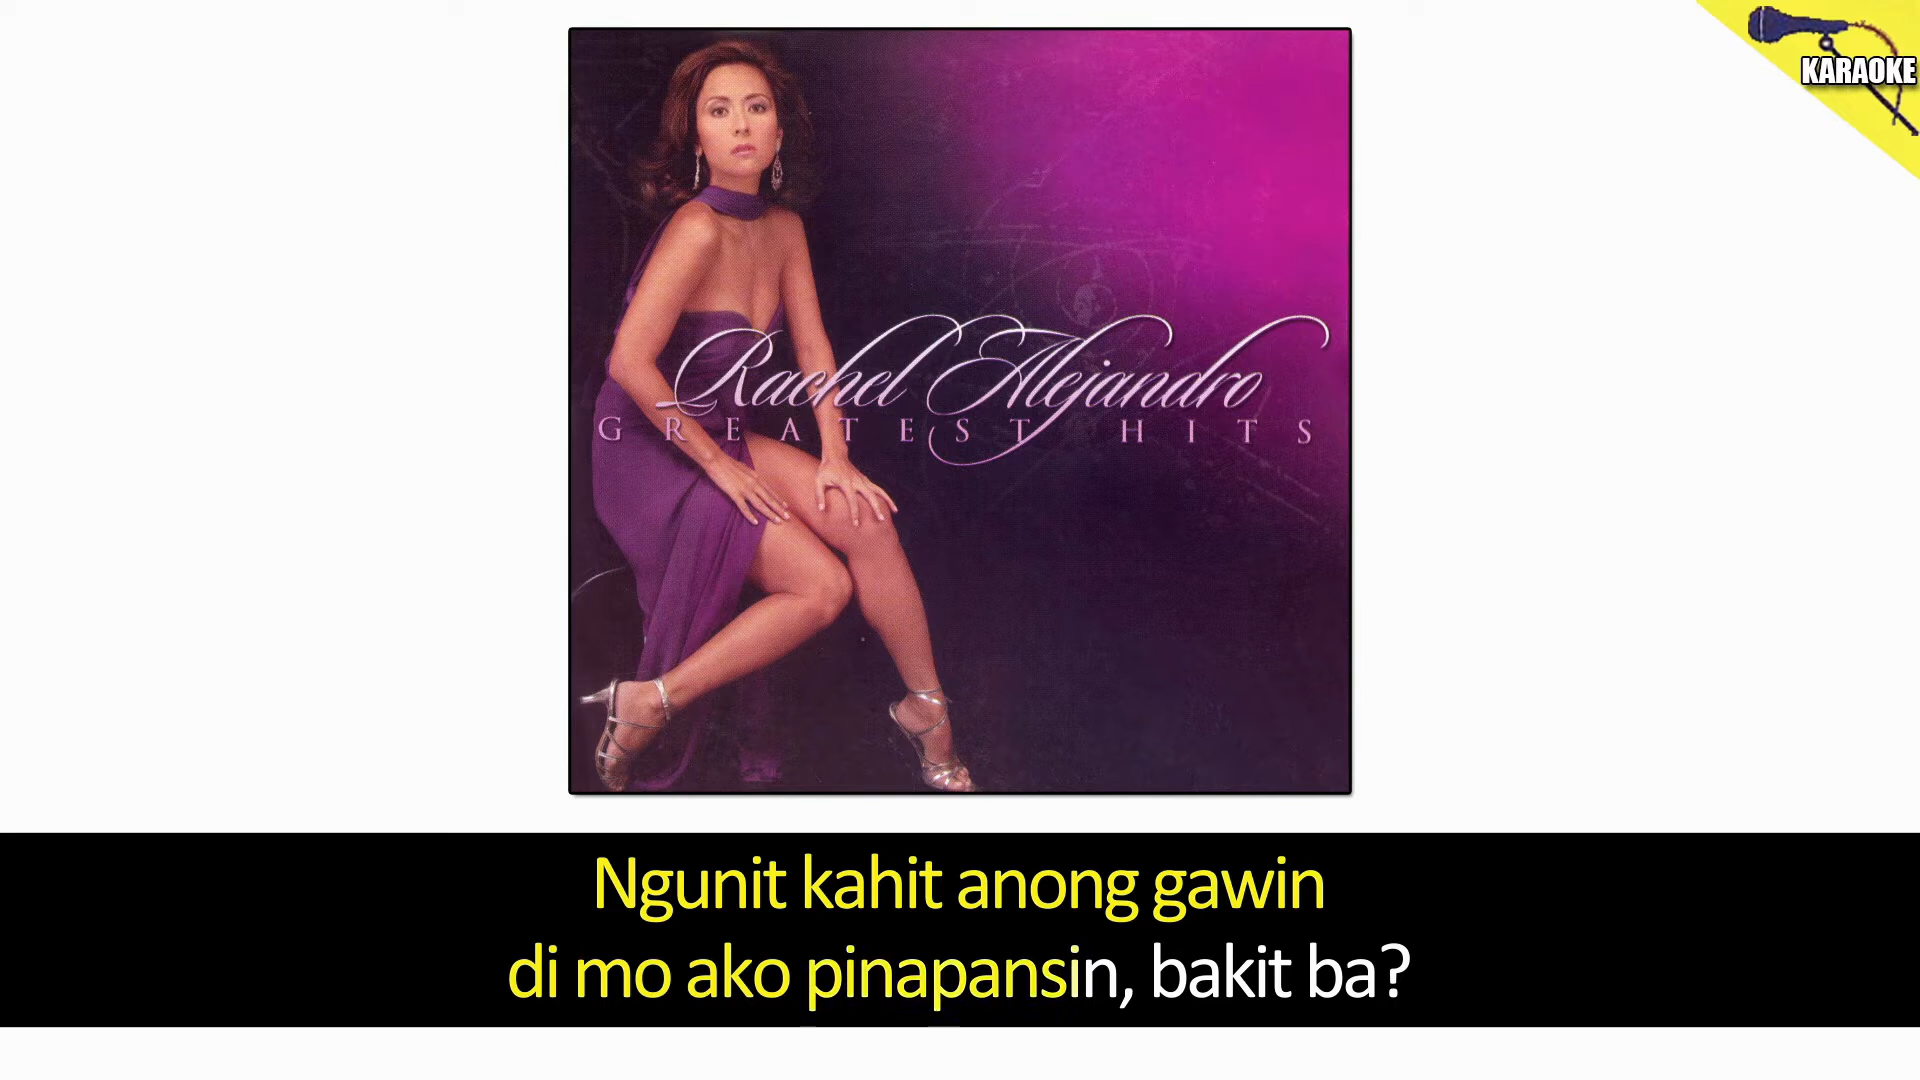 KARAOKE
Rachel Alejandro
GREATEST HITS
Ngunit kahit anong gawin
di mo ako pinapansin, bakit ba?